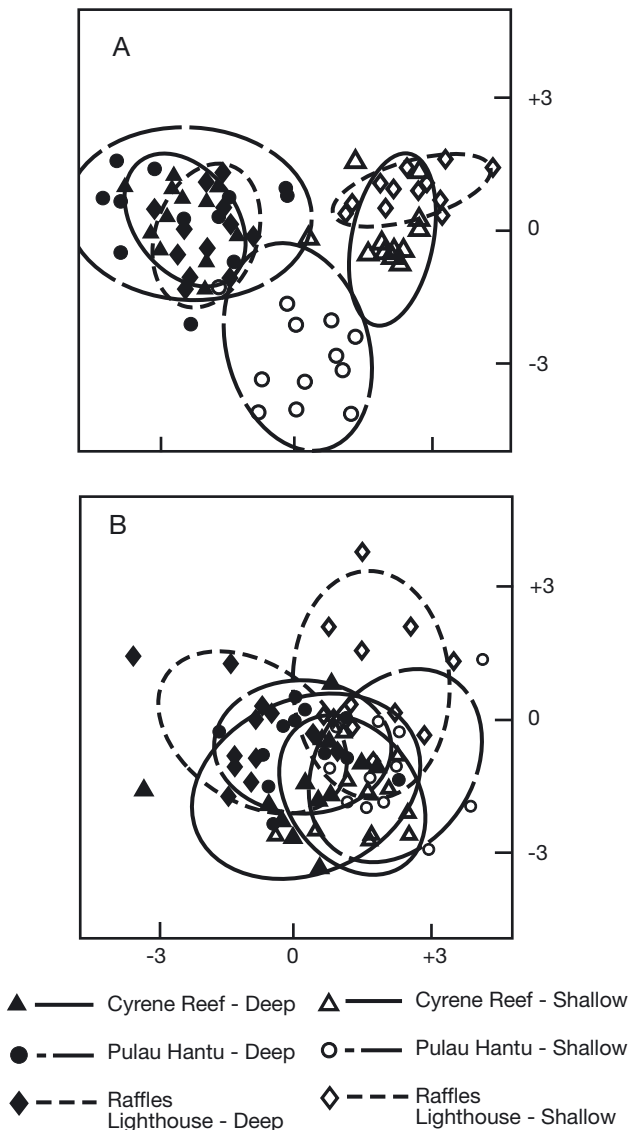 A
+3
0
-3
B
+3
0
-3
-3 0 +3
Cyrene Reef - Deep
Cyrene Reef - Shallow
Pulau Hantu - Deep
Pulau Hantu - Shallow
Raffles
Lighthouse - Deep
Raffles
Lighthouse - Shallow